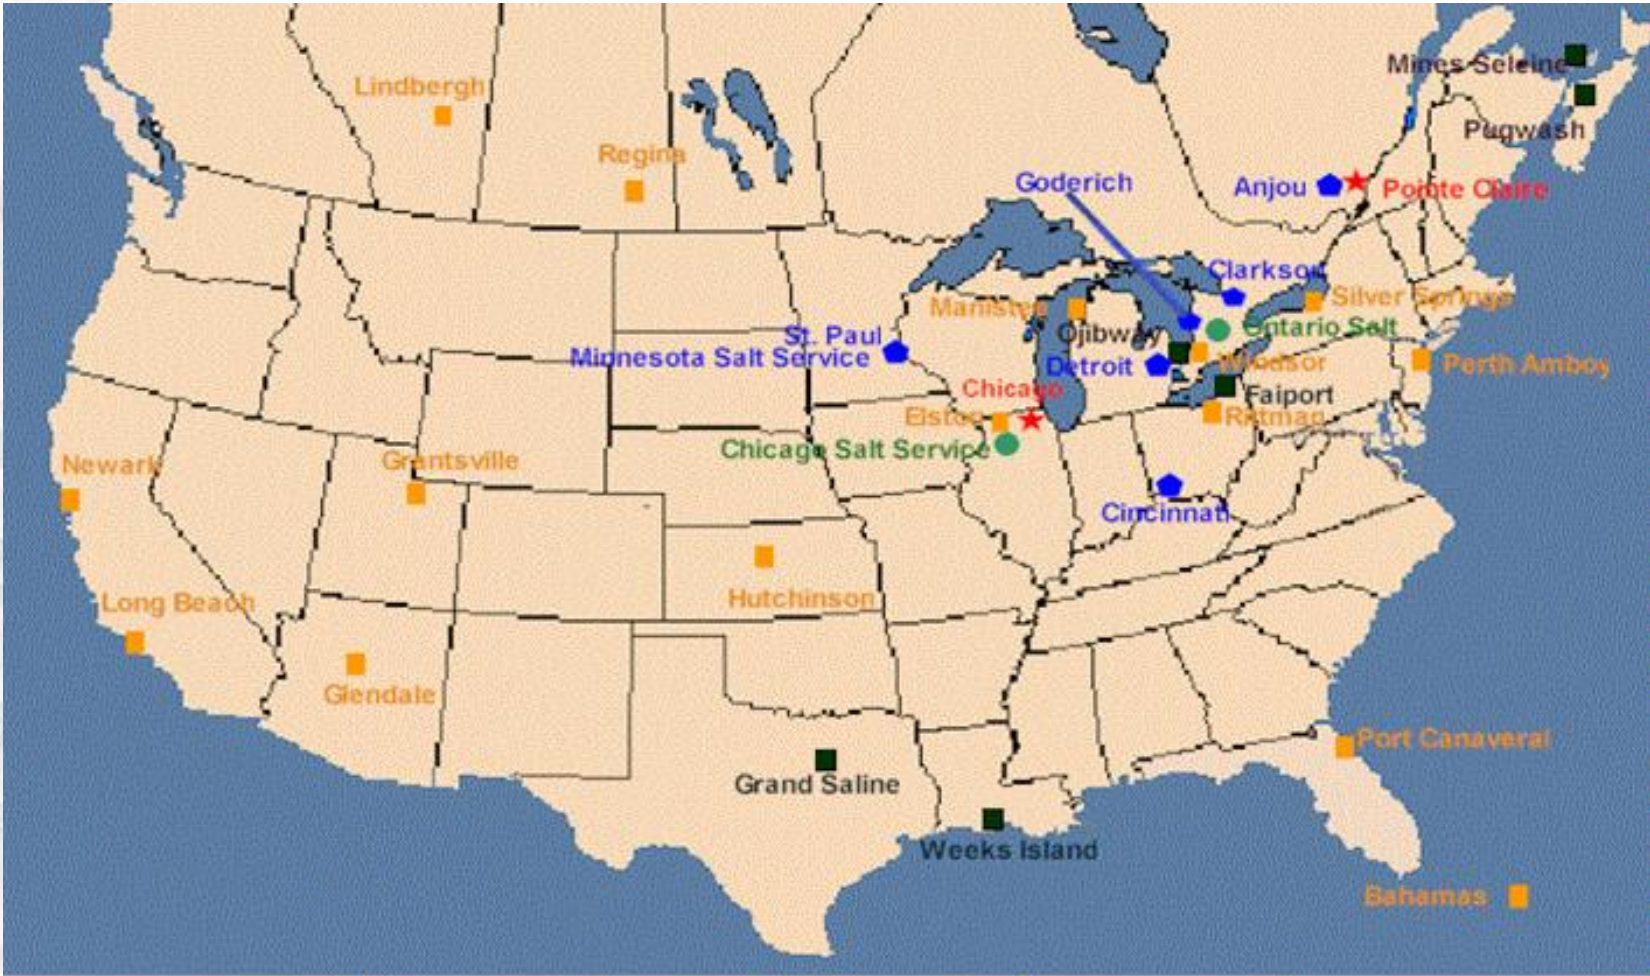 Mines Seleine
Lindbergh
Pugwash
Regina
Goderich
Anjou
Pointe Claire
Clarkson
Manistee
Silver Springs
Ojibway
Ontario Salt
St. Paul
Minnesota Salt Service
Detroit
Windsor
Perth Amboy
Chicago
Faiport
Elston
Rittman
Chicago Salt Service
Newark
Grantsville
Cincinnati
Hutchinson
Long Beach
Glendale
Port Canaveral
Grand Saline
Weeks Island
Bahamas